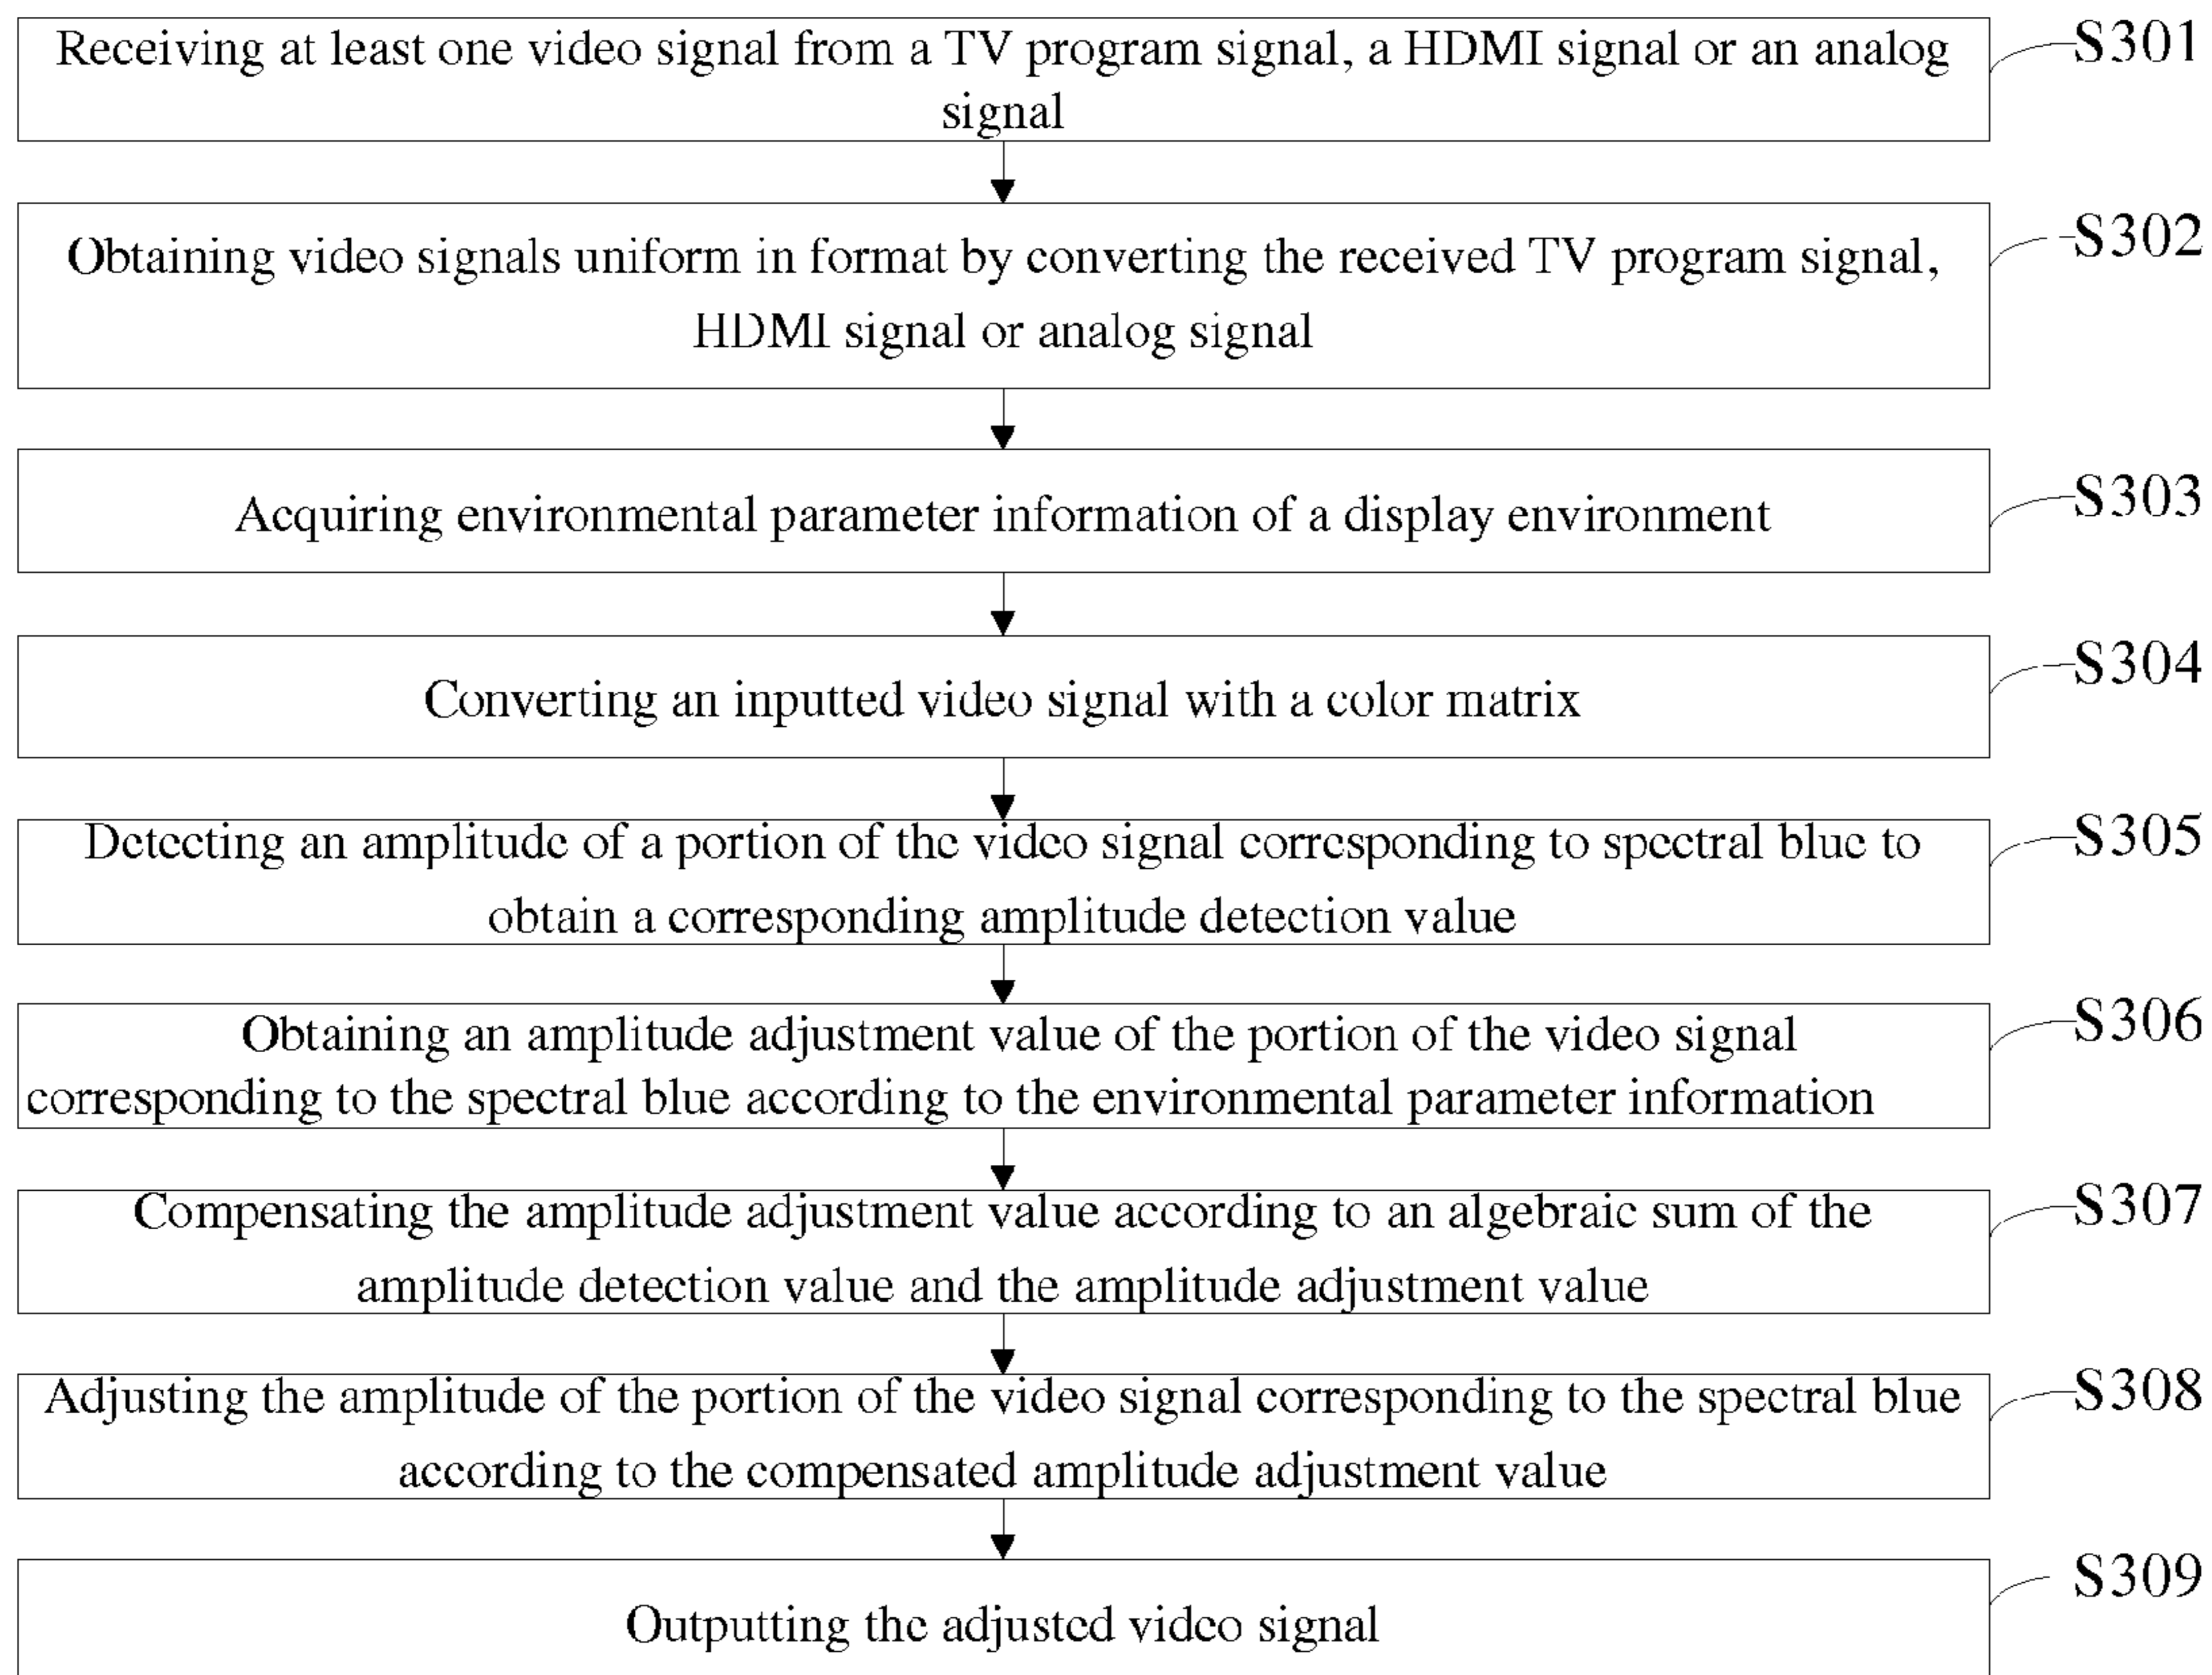 Receiving at least one video signal from a TV program signal, a HDMI signal or an analog
signal
S301
Obtaining video signals uniform in format by converting the received TV program signal,
HDMI signal or analog signal
S302
Acquiring environmental parameter information of a display environment
S303
Converting an inputted video signal with a color matrix
S304
Detecting an amplitude of a portion of the video signal corresponding to spectral blue to
obtain a corresponding amplitude detection value
S305
Obtaining an amplitude adjustment value of the portion of the video signal
corresponding to the spectral blue according to the environmental parameter information
S306
Compensating the amplitude adjustment value according to an algebraic sum of the
amplitude detection value and the amplitude adjustment value
S307
Adjusting the amplitude of the portion of the video signal corresponding to the spectral blue
according to the compensated amplitude adjustment value
S308
Outputting the adjusted video signal
S309